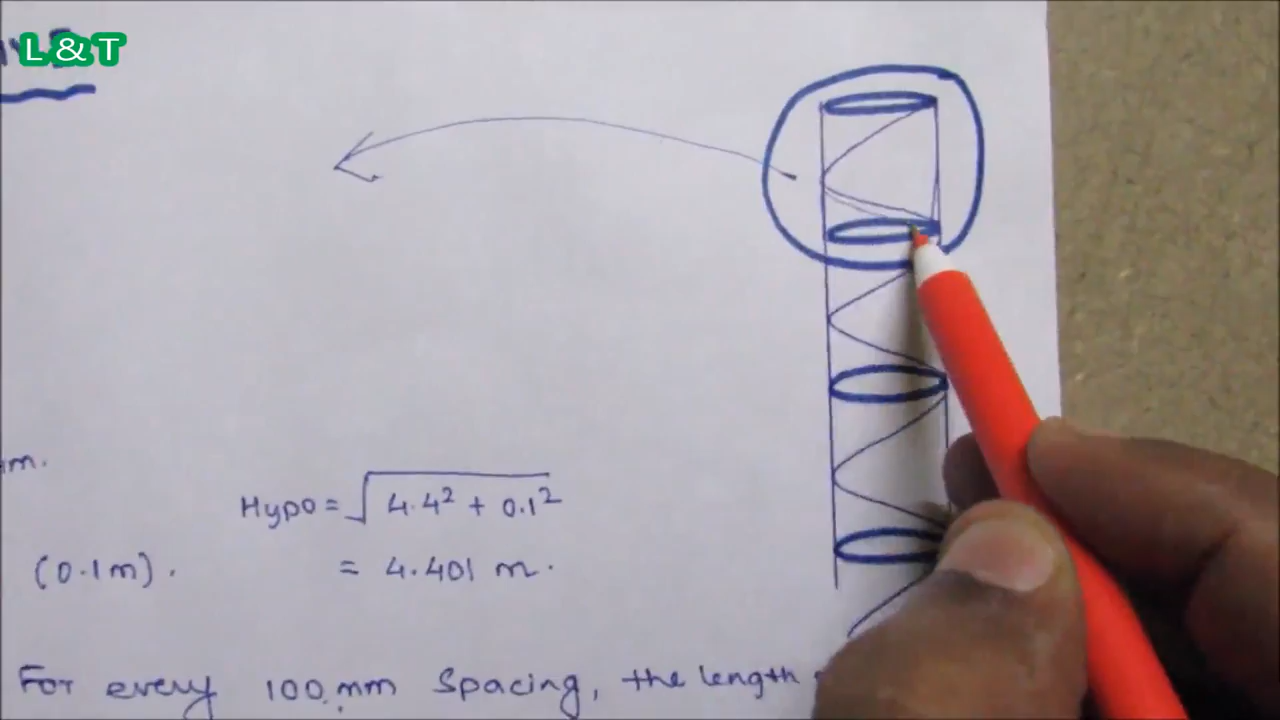 L&T
m.
Hypo = √4.4² + 0.1²
(0.1m).
= 4.401 m.
For every 100 mm Spacing, the length